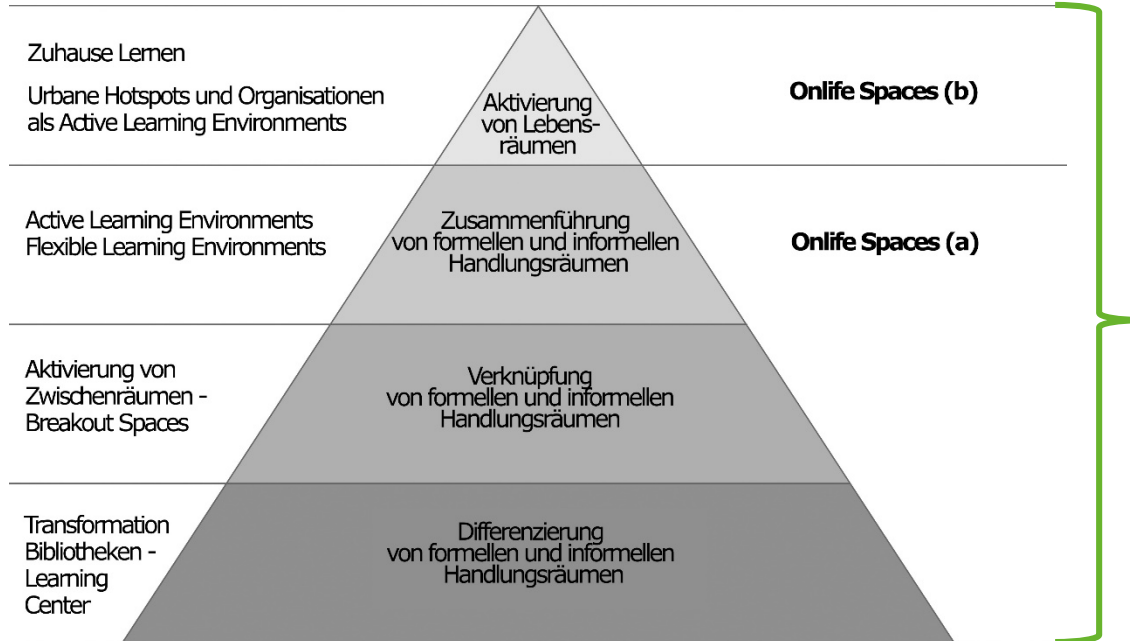 Zuhause Lernen
Urbane Hotspots und Organisationen
als Active Learning Environments
Aktivierung
von Lebens-
räumen
Onlife Spaces (b)
Active Learning Environments
Flexible Learning Environments
Zusammenführung
von formellen und informellen
Handlungsräumen
Onlife Spaces (a)
Aktivierung von
Zwischenräumen -
Breakout Spaces
Verknüpfung
von formellen und informellen
Handlungsräumen
Transformation
Bibliotheken -
Learning
Center
Differenzierung
von formellen und informellen
Handlungsräumen